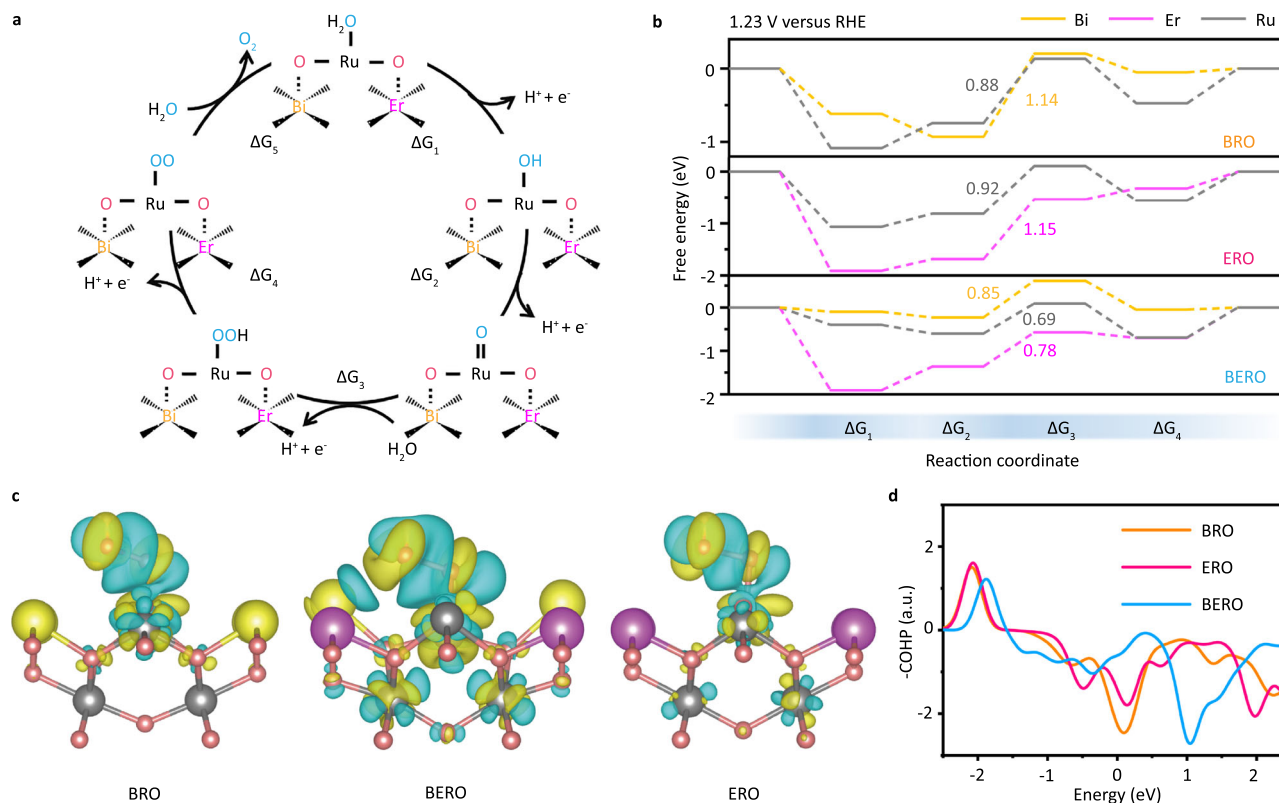 a
H₂O
O Ru O
Bi Er
O₂
H₂O
H⁺ + e⁻
ΔG₅ ΔG₁
OO
O Ru O
Bi Er
OH
O Ru O
Bi Er
ΔG₄ ΔG₂
H⁺ + e⁻
H⁺ + e⁻
OOH
O Ru O
Bi Er
ΔG₃
O
O Ru O
Bi Er
H⁺ + e⁻
H₂O
b
1.23 V versus RHE
Bi Er Ru
Free energy (eV)
0
-1
0.88
1.14
BRO
0
-1
-2
0.92
1.15
ERO
0
-1
-2
0.85
0.69
0.78
BERO
ΔG₁ ΔG₂ ΔG₃ ΔG₄
Reaction coordinate
c
BRO BERO ERO
d
-COHP (a.u.)
2
0
-2
BRO
ERO
BERO
-2 -1 0 1 2
Energy (eV)